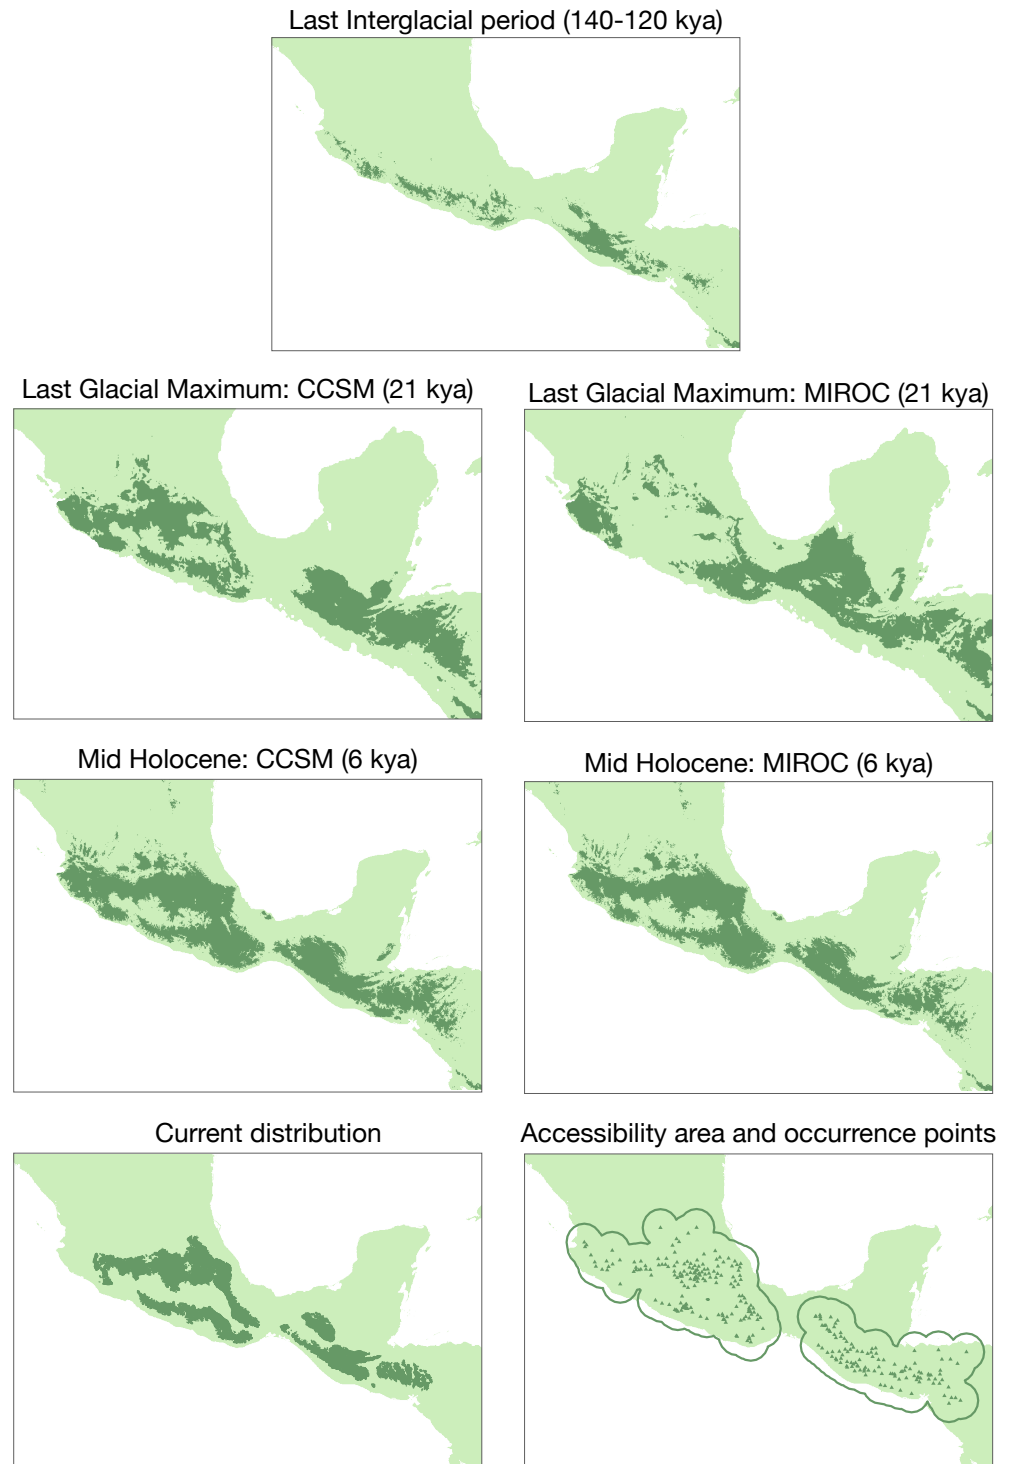 Last Interglacial period (140-120 kya)
Last Glacial Maximum: CCSM (21 kya)
Last Glacial Maximum: MIROC (21 kya)
Mid Holocene: CCSM (6 kya)
Mid Holocene: MIROC (6 kya)
Current distribution
Accessibility area and occurrence points